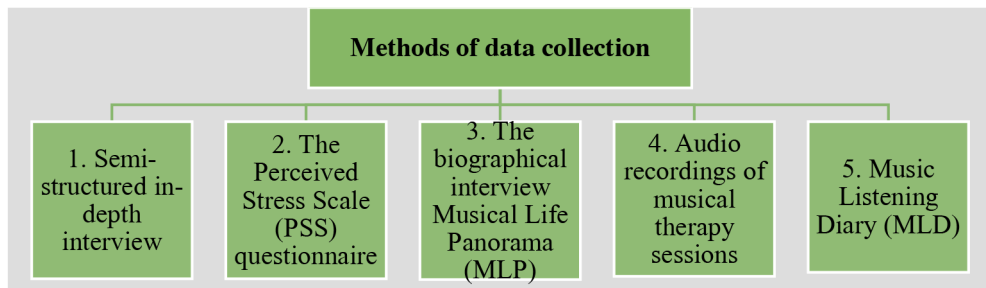 Methods of data collection
1. Semi-
structured in-
depth
interview
2. The
Perceived
Stress Scale
(PSS)
questionnaire
3. The
biographical
interview
Musical Life
Panorama
(MLP)
4. Audio
recordings of
musical
therapy
sessions
5. Music
Listening
Diary (MLD)